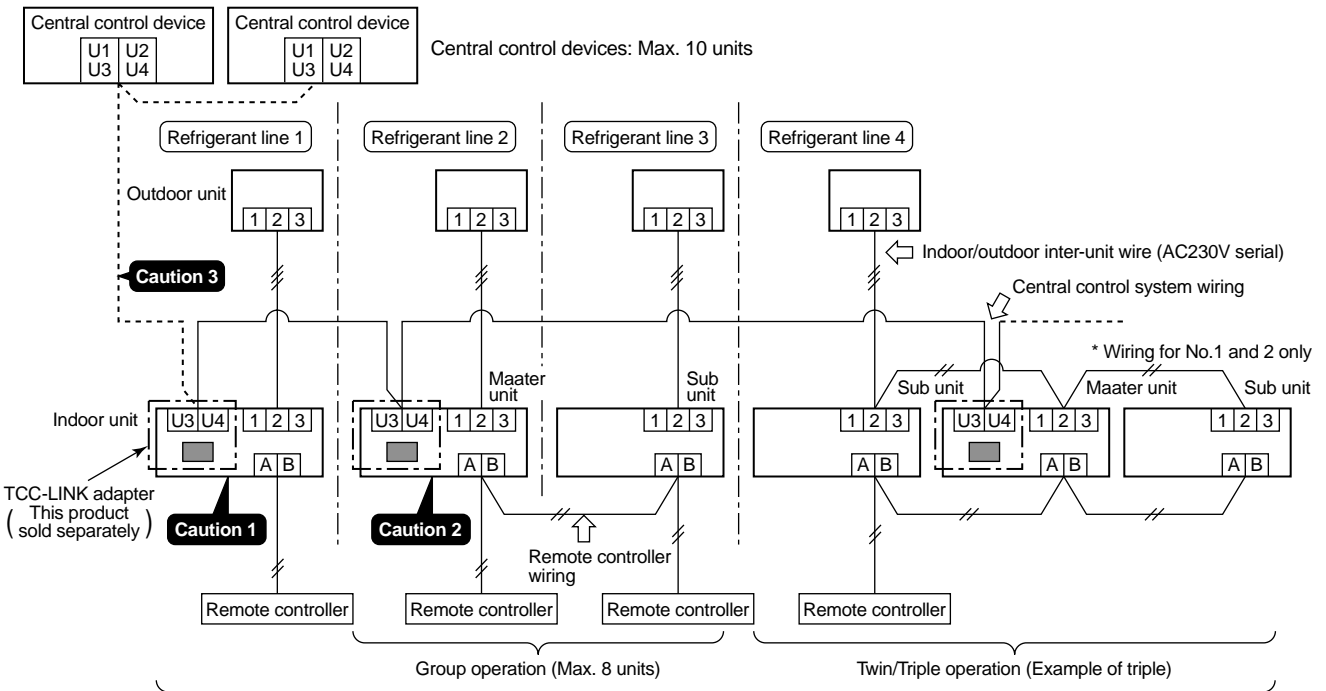 Central control device
U1 U2
U3 U4
Central control device
U1 U2
U3 U4
Central control devices: Max. 10 units
Refrigerant line 1
Refrigerant line 2
Refrigerant line 3
Refrigerant line 4
Outdoor unit
1 2 3
1 2 3
1 2 3
1 2 3
Indoor/outdoor inter-unit wire (AC230V serial)
Caution 3
Central control system wiring
* Wiring for No.1 and 2 only
Maater
unit
Sub
unit
Sub unit
Maater unit
Sub unit
Indoor unit
U3 U4
1 2 3
U3 U4
1 2 3
1 2 3
1 2 3
U3 U4
1 2 3
1 2 3
A B
A B
A B
A B
A B
A B
TCC-LINK adapter
( This product
sold separately )
Caution 1
Caution 2
Remote controller
wiring
Remote controller
Remote controller
Remote controller
Remote controller
Group operation (Max. 8 units)
Twin/Triple operation (Example of triple)